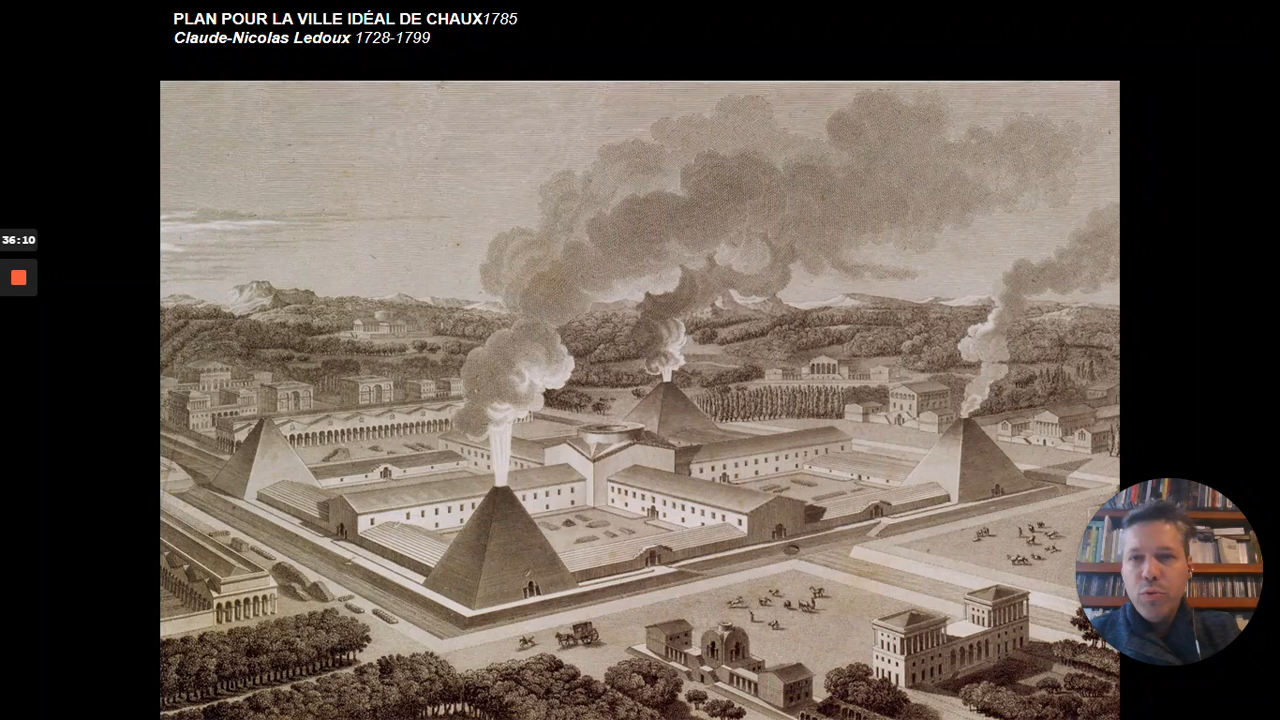 PLAN POUR LA VILLE IDÉAL DE CHAUX1785
Claude-Nicolas Ledoux 1728-1799
36:10